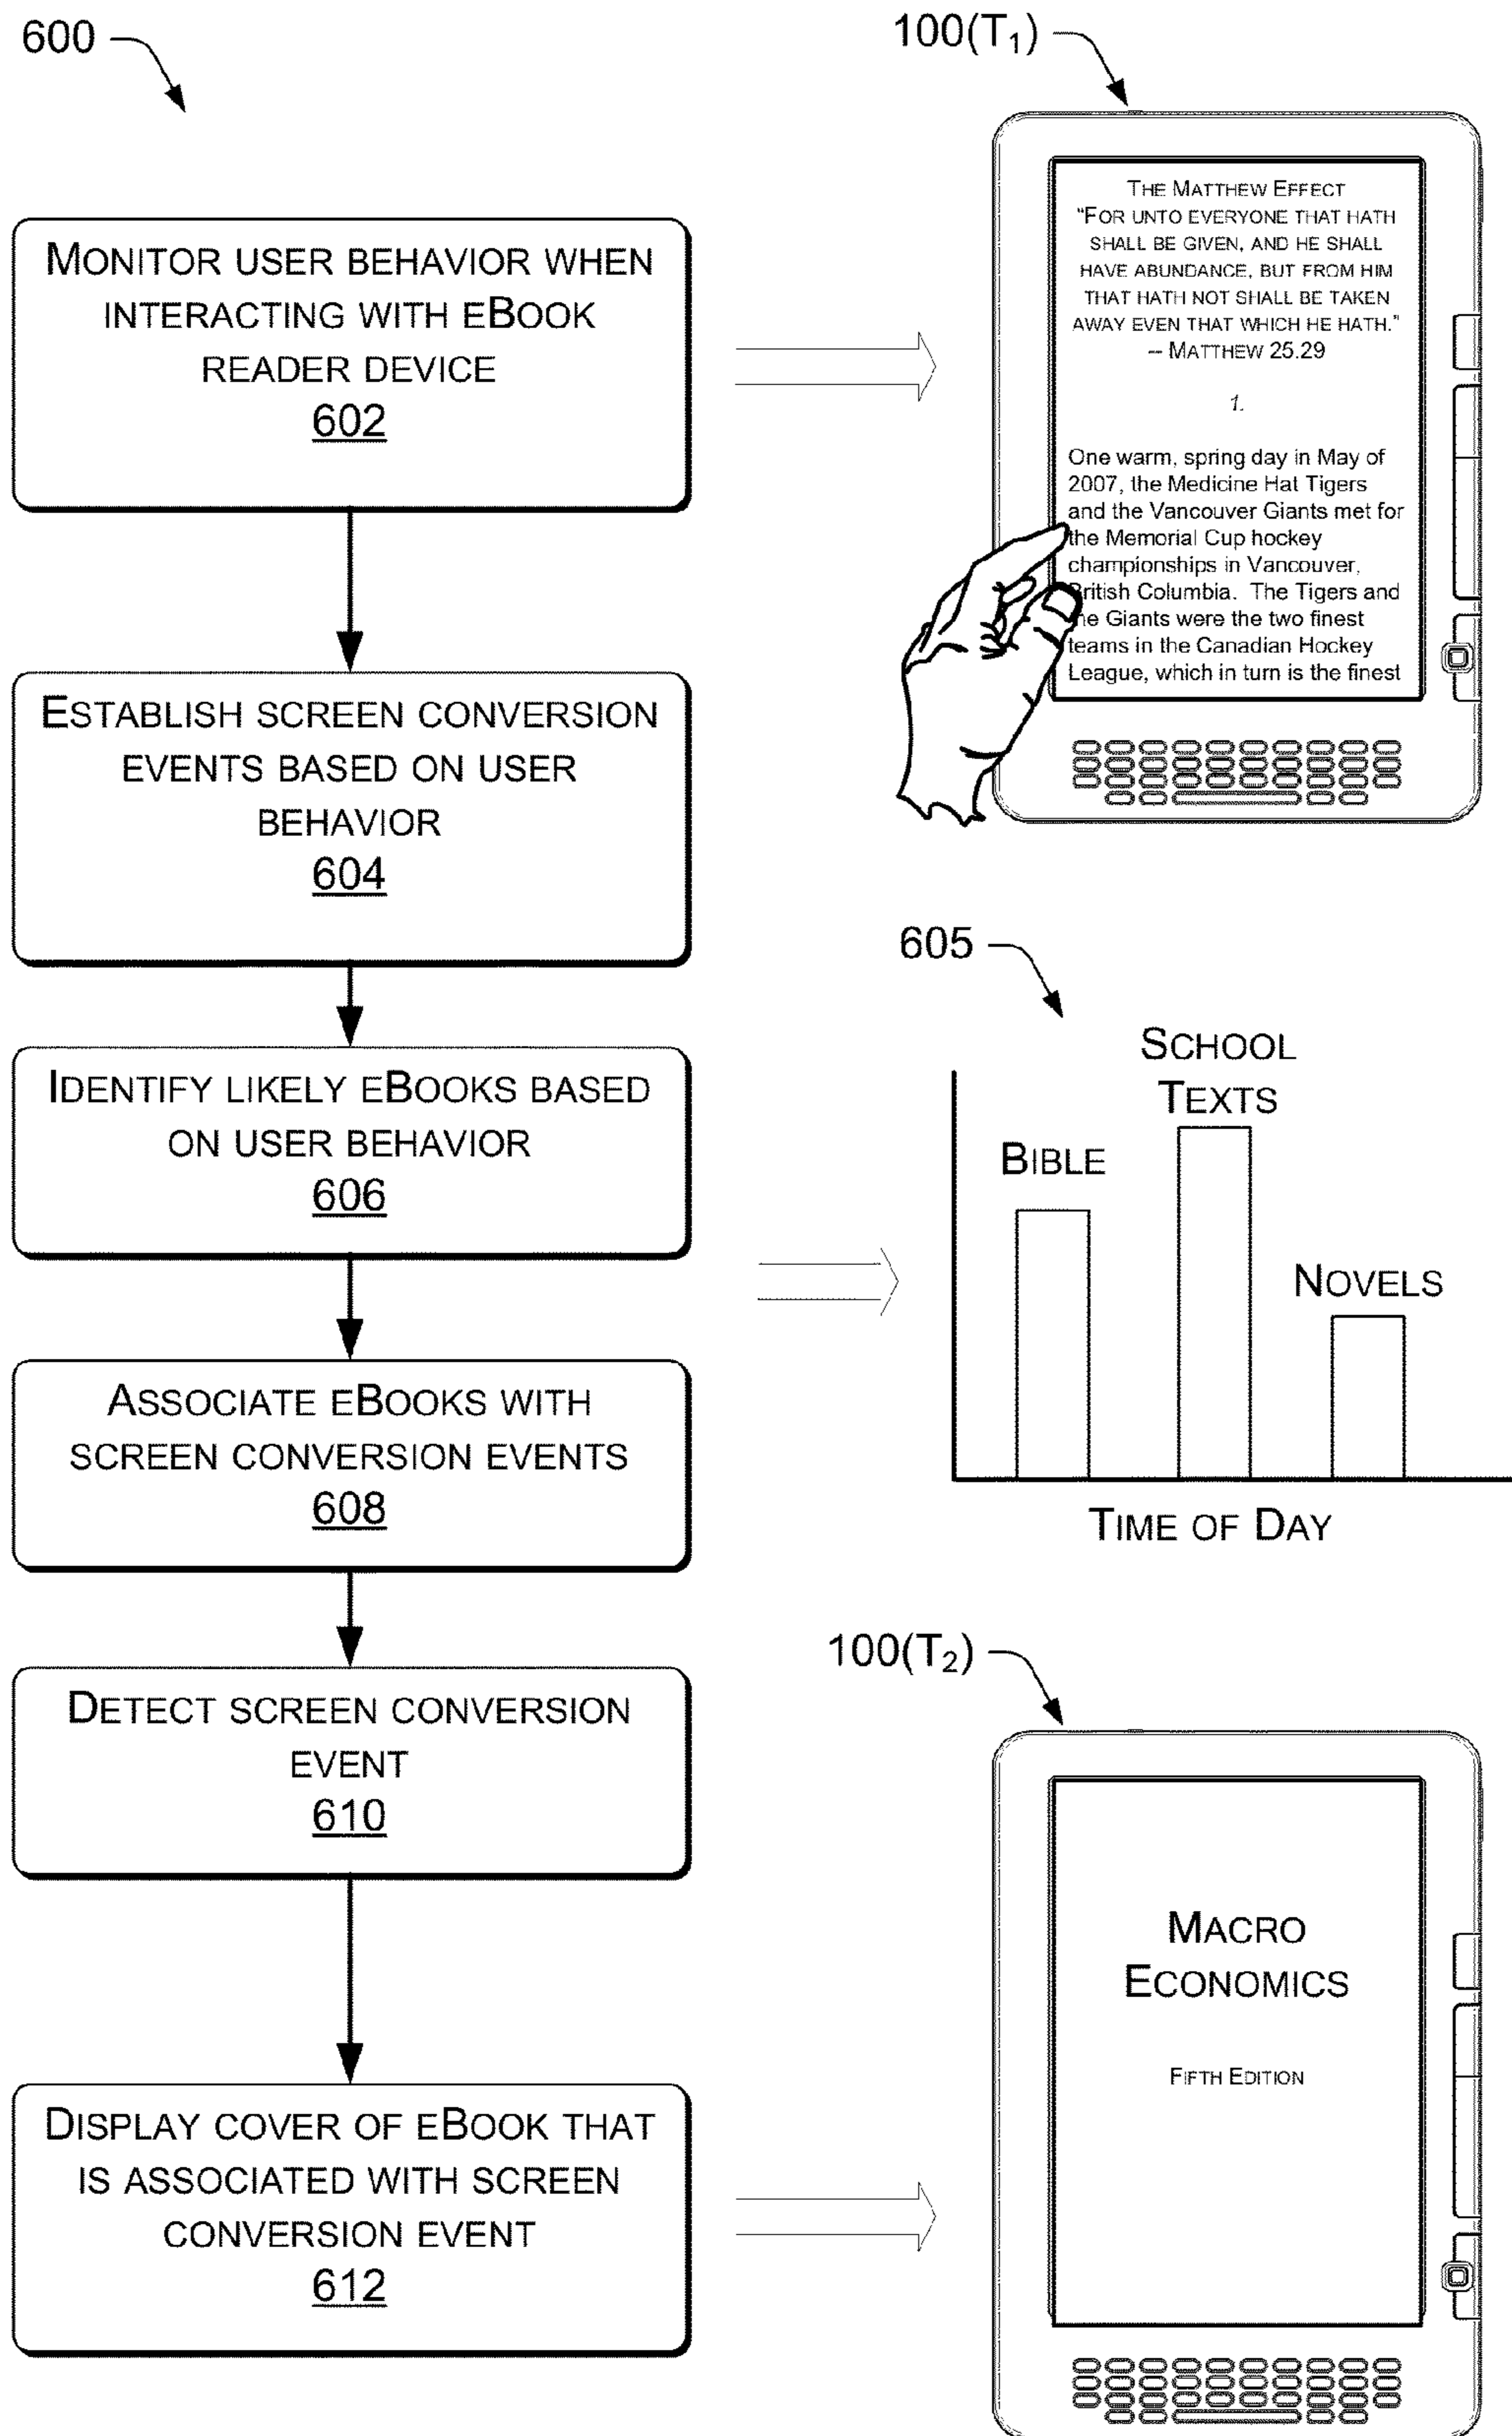 600
100(T1)
MONITOR USER BEHAVIOR WHEN
INTERACTING WITH EBOOK
READER DEVICE
602
THE MATTHEW EFFECT
"FOR UNTO EVERYONE THAT HATH
SHALL BE GIVEN, AND HE SHALL
HAVE ABUNDANCE, BUT FROM HIM
THAT HATH NOT SHALL BE TAKEN
AWAY EVEN THAT WHICH HE HATH."
-- MATTHEW 25.29
1.
One warm, spring day in May of
2007, the Medicine Hat Tigers
and the Vancouver Giants met for
the Memorial Cup hockey
championships in Vancouver,
British Columbia. The Tigers and
the Giants were the two finest
teams in the Canadian Hockey
League, which in turn is the finest
ESTABLISH SCREEN CONVERSION
EVENTS BASED ON USER
BEHAVIOR
604
605
IDENTIFY LIKELY EBOOKS BASED
ON USER BEHAVIOR
606
SCHOOL
TEXTS
BIBLE
NOVELS
TIME OF DAY
ASSOCIATE EBOOKS WITH
SCREEN CONVERSION EVENTS
608
DETECT SCREEN CONVERSION
EVENT
610
100(T2)
MACRO
ECONOMICS
FIFTH EDITION
DISPLAY COVER OF EBOOK THAT
IS ASSOCIATED WITH SCREEN
CONVERSION EVENT
612